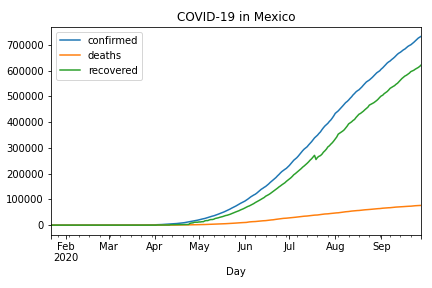 COVID-19 in Mexico
confirmed
deaths
recovered
700000
600000
500000
400000
300000
200000
100000
0
Feb Mar Apr May Jun Jul Aug Sep
2020
Day